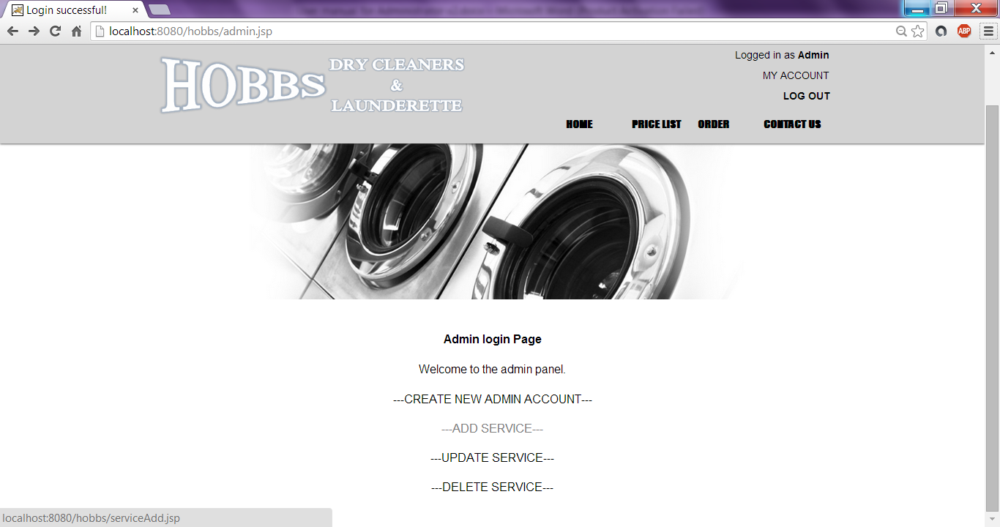 Login successful!
localhost:8080/hobbs/admin.jsp
ABP
HOBBS
DRY CLEANERS
&
LAUNDERETTE
Logged in as Admin
MY ACCOUNT
LOG OUT
HOME PRICE LIST ORDER CONTACT US
Admin login Page
Welcome to the admin panel.
---CREATE NEW ADMIN ACCOUNT---
---ADD SERVICE---
---UPDATE SERVICE---
---DELETE SERVICE---
localhost:8080/hobbs/serviceAdd.jsp